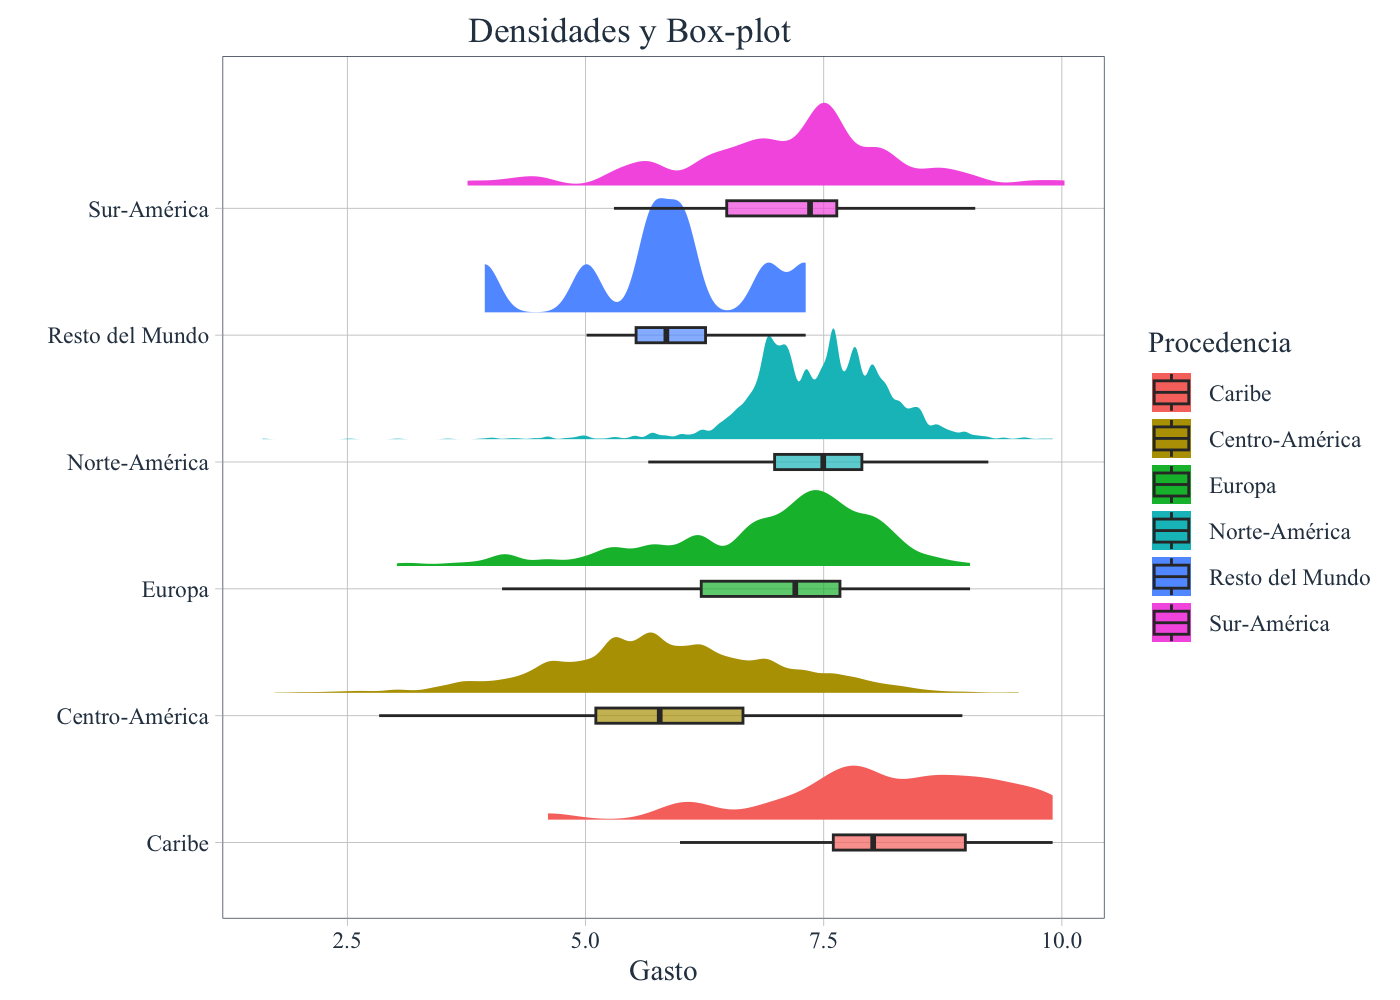 Densidades y Box-plot
Sur-América
Resto del Mundo
Norte-América
Europa
Centro-América
Caribe
2.5 5.0 7.5 10.0
Gasto
Procedencia
Caribe
Centro-América
Europa
Norte-América
Resto del Mundo
Sur-América